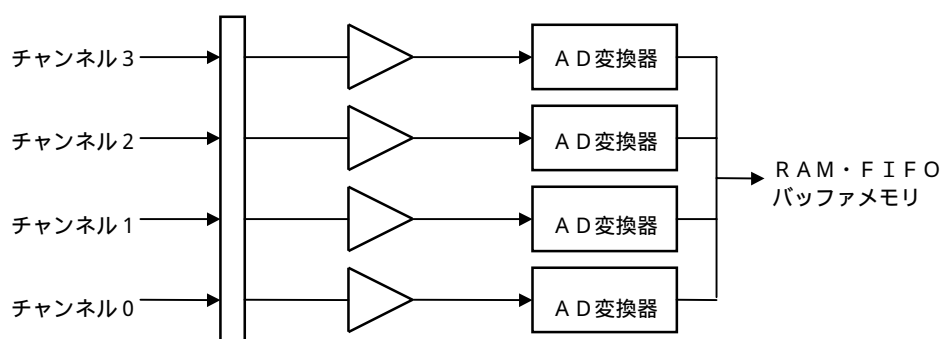 チャンネル3
ＡＤ変換器
チャンネル2
ＡＤ変換器
ＲＡＭ・ＦＩＦＯ
バッファメモリ
チャンネル1
ＡＤ変換器
チャンネル0
ＡＤ変換器